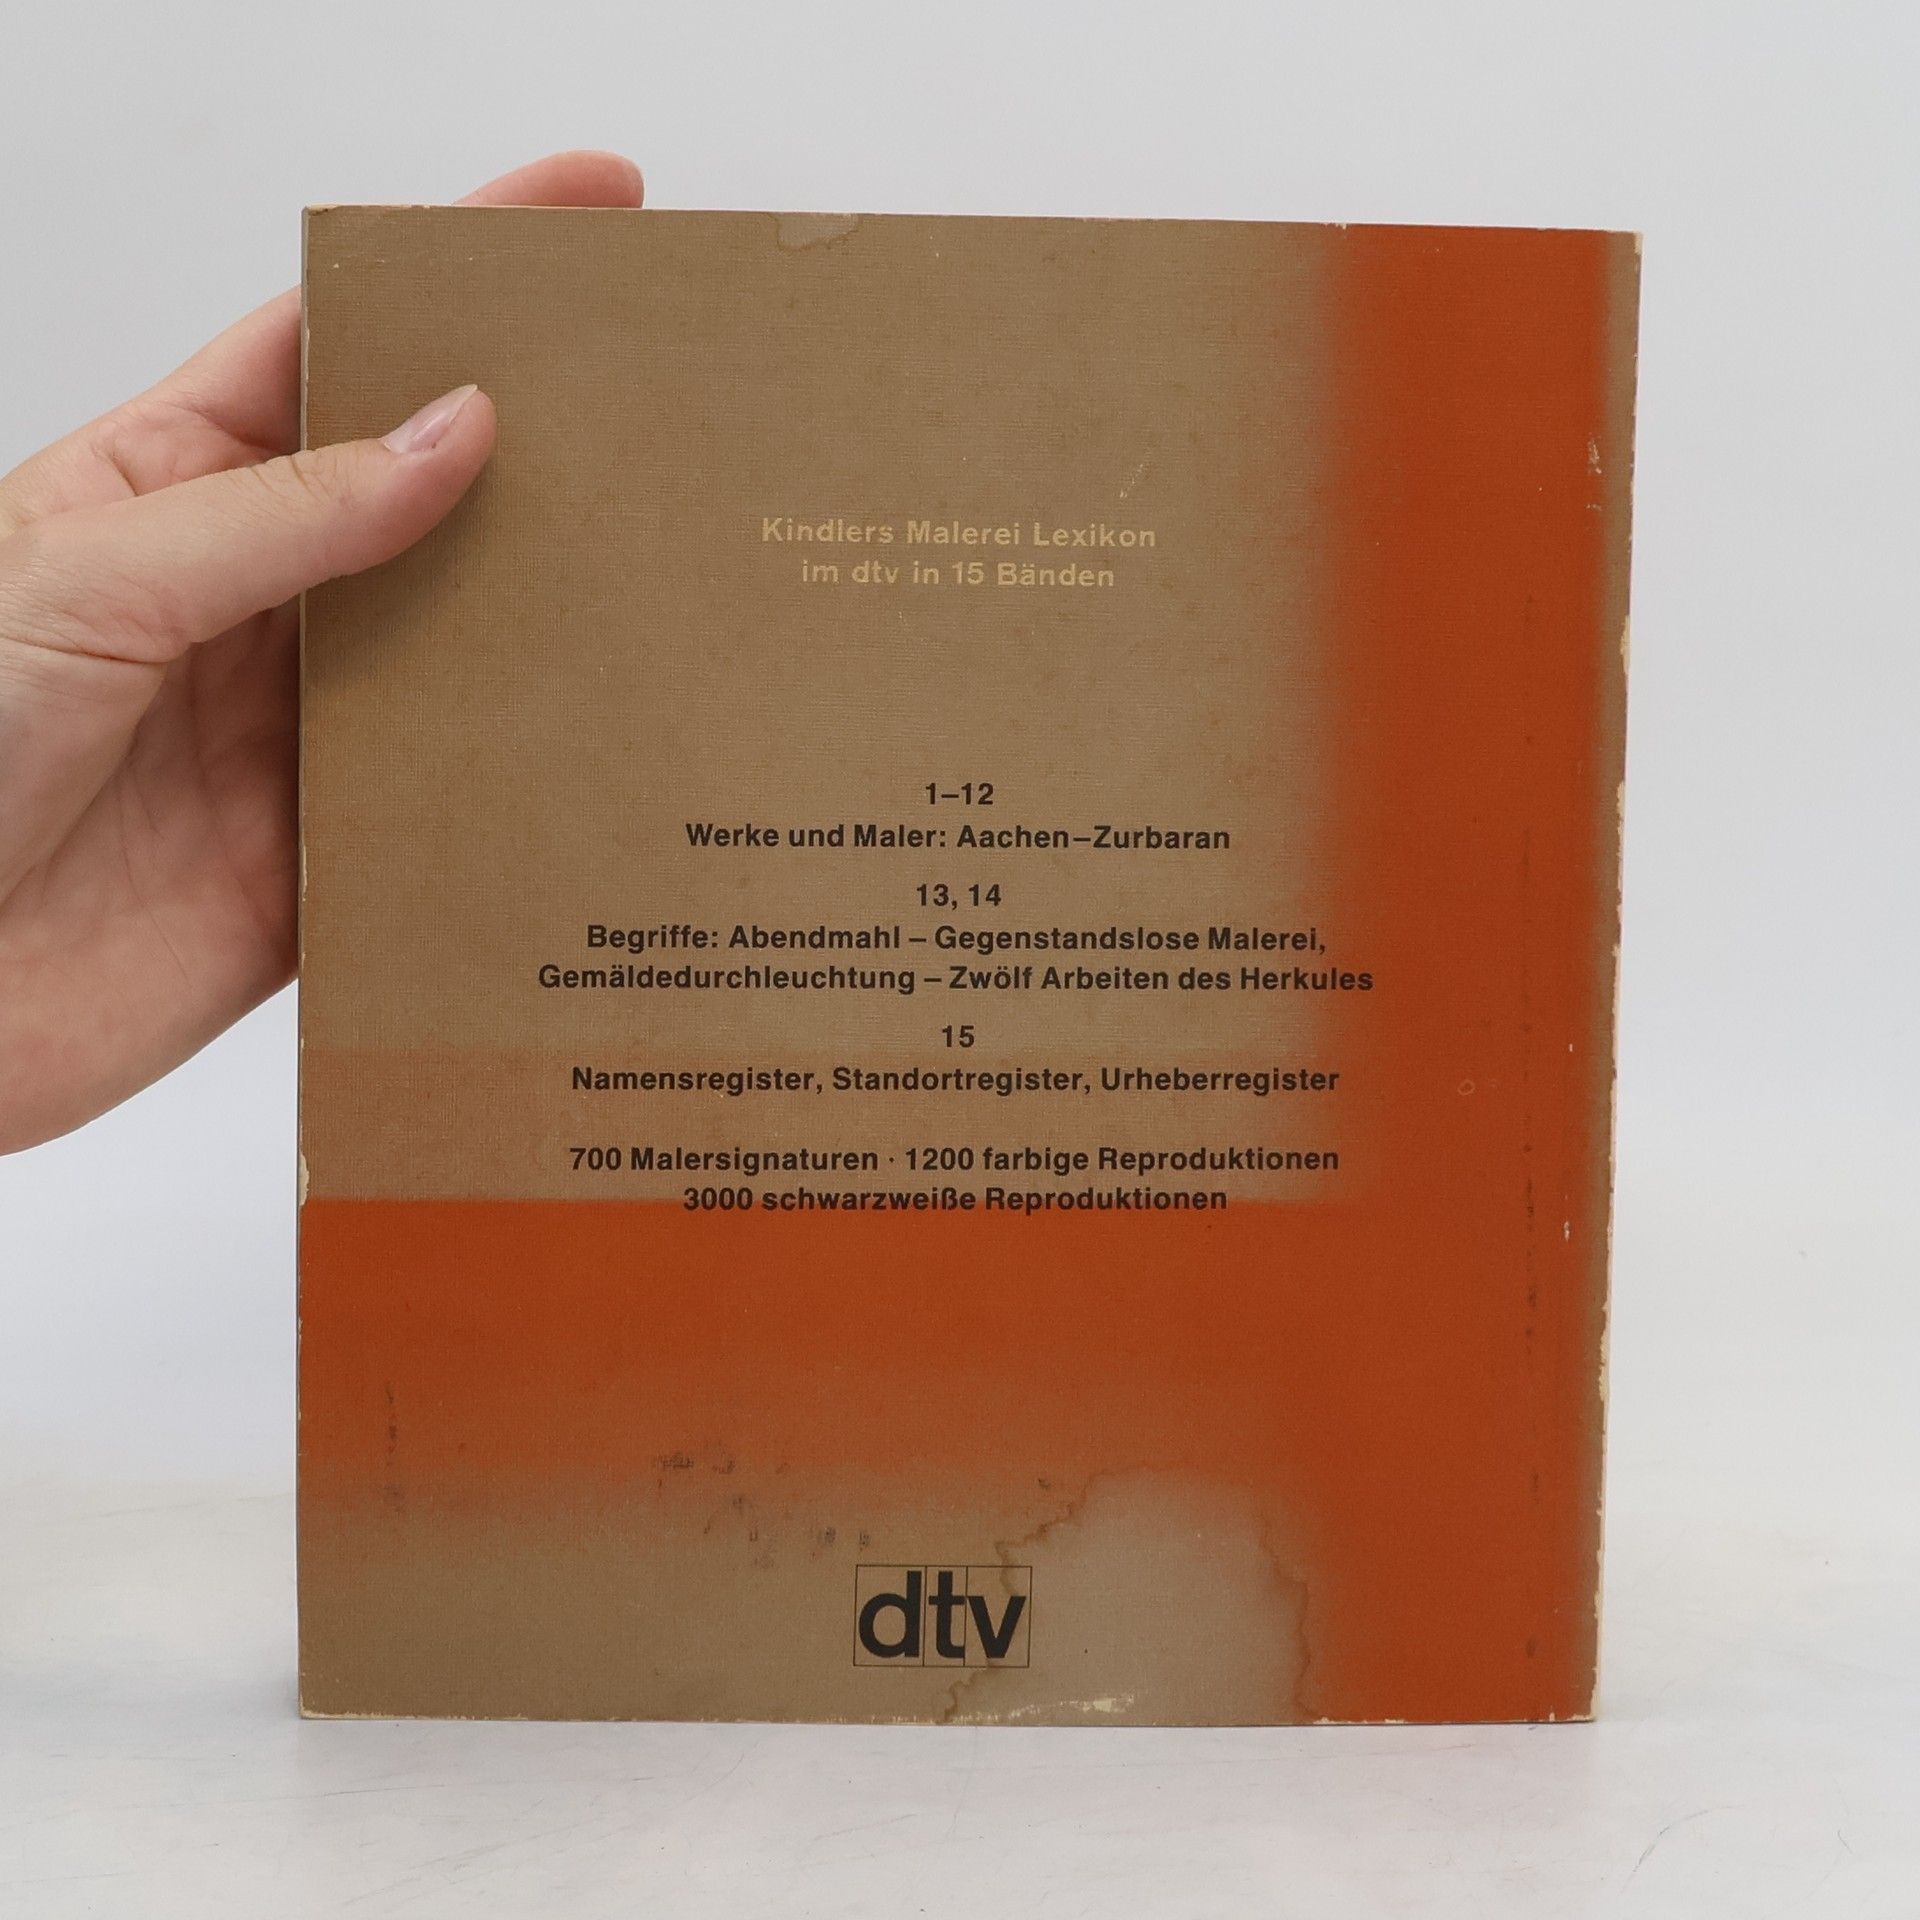 Kindlers Malerei Lexikon
im dtv in 15 Bänden
1–12
Werke und Maler: Aachen–Zurbaran
13, 14
Begriffe: Abendmahl – Gegenstandslose Malerei,
Gemäldedurchleuchtung – Zwölf Arbeiten des Herkules
15
Namensregister, Standortregister, Urheberregister
700 Malersignaturen · 1200 farbige Reproduktionen
3000 schwarzweiße Reproduktionen
dtv